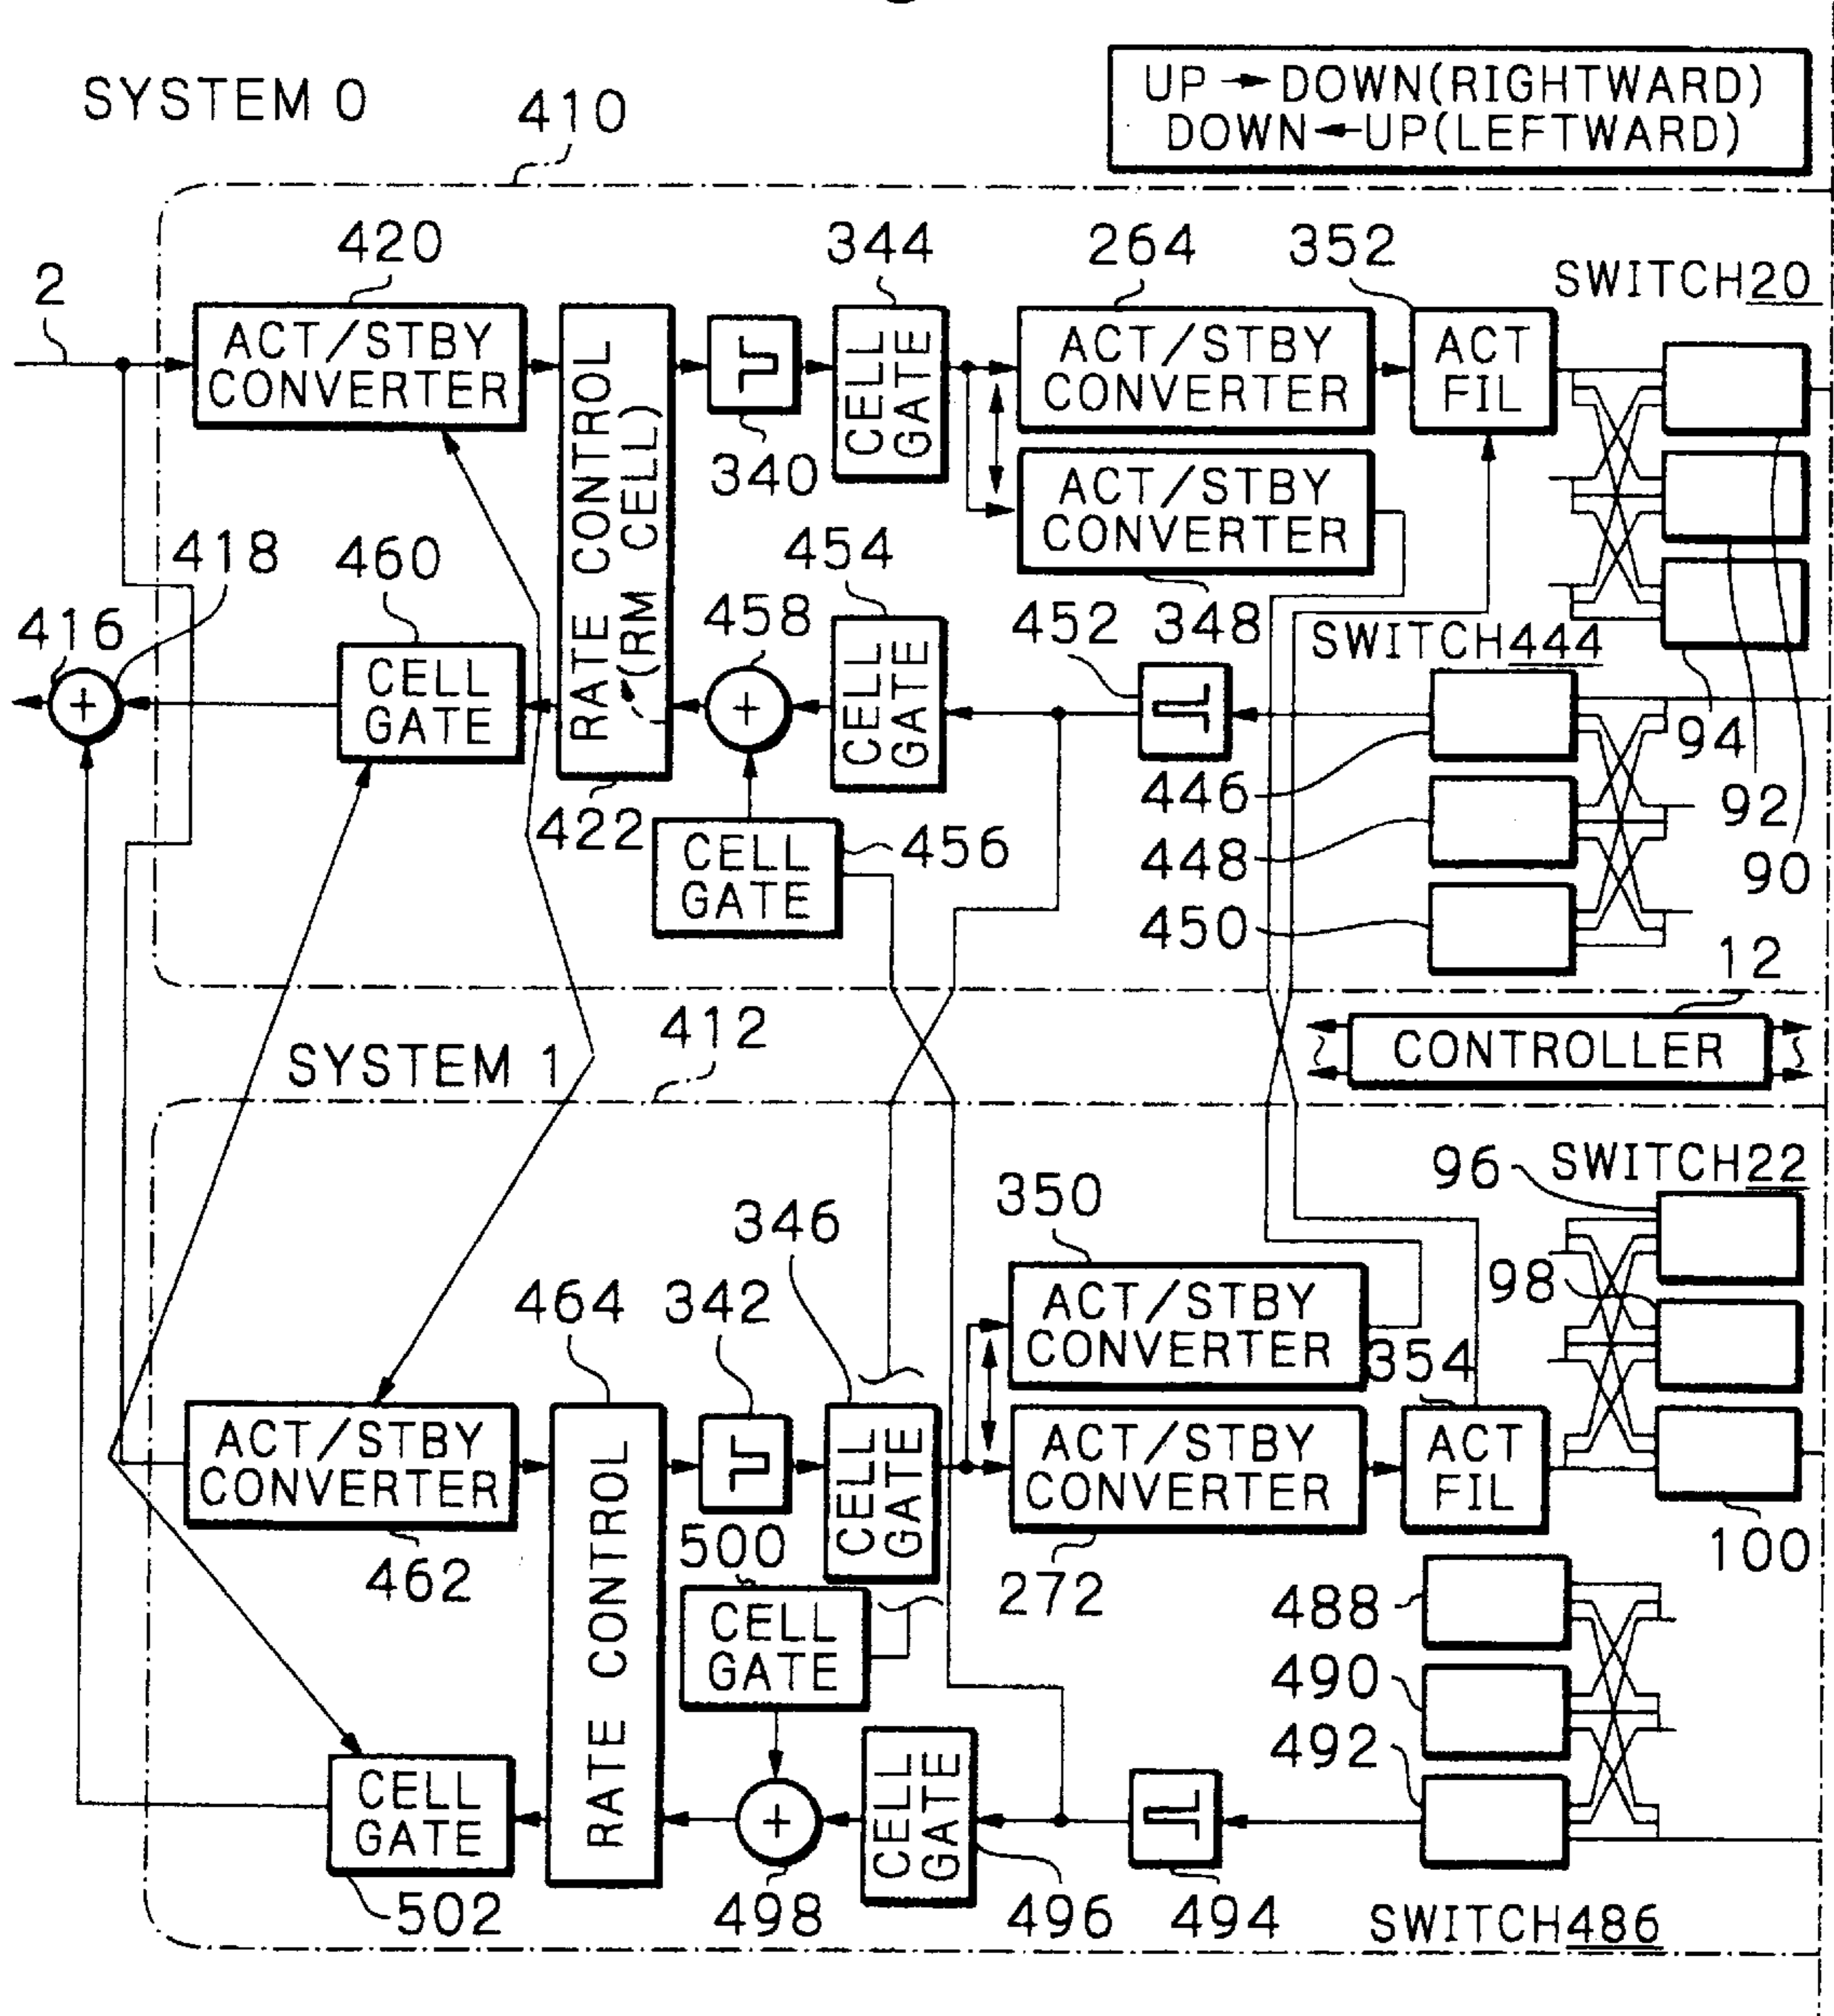 SYSTEM 0
UP → DOWN(RIGHTWARD)
DOWN ← UP(LEFTWARD)
410
420
344
264
352
SWITCH20
2
ACT/STBY
CONVERTER
RATE CONTROL
(RM CELL)
340
CELL
GATE
ACT/STBY
CONVERTER
ACT
FIL
ACT/STBY
CONVERTER
418
460
454
416
458
452
348
SWITCH444
+
CELL
GATE
+
CELL
GATE
94
446
92
422
CELL
GATE
456
448
90
450
12
412
CONTROLLER
SYSTEM 1
96
SWITCH22
350
346
98
464
342
ACT/STBY
CONVERTER
354
ACT/STBY
CONVERTER
RATE CONTROL
CELL
GATE
ACT/STBY
CONVERTER
ACT
FIL
500
100
462
272
488
CELL
GATE
490
492
CELL
GATE
+
CELL
GATE
502
498
496
494
SWITCH486